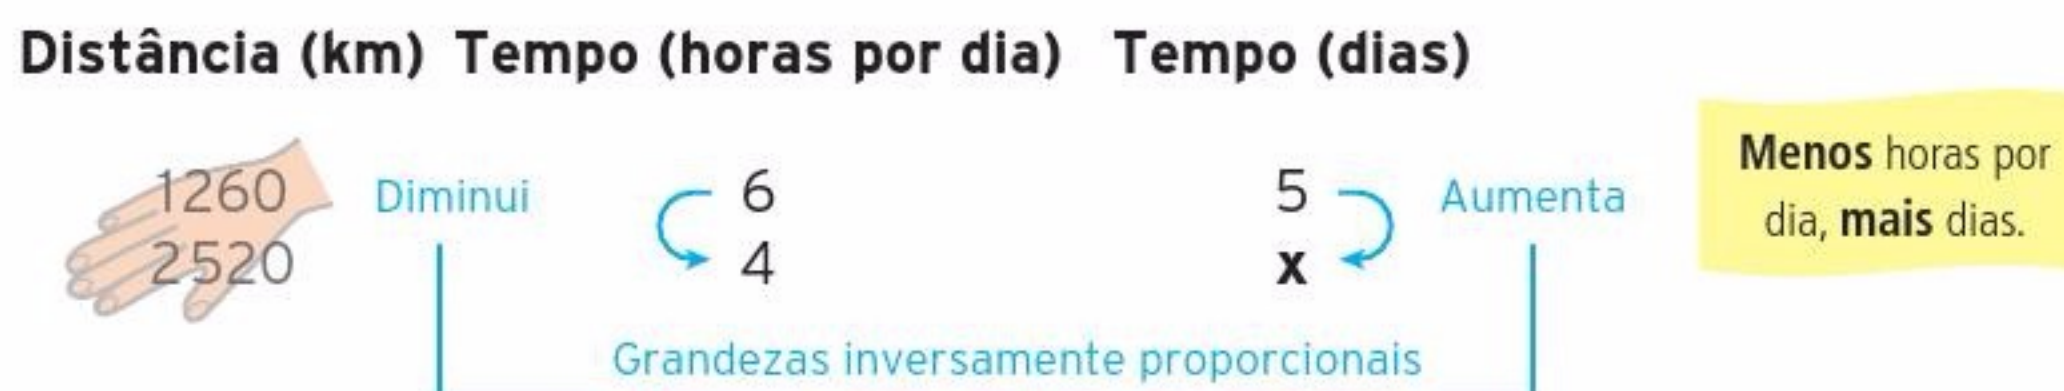 Distância (km) Tempo (horas por dia) Tempo (dias)
1260 Diminui 6 5 Aumenta
2520 4 x
Menos horas por
dia, mais dias.
Grandezas inversamente proporcionais